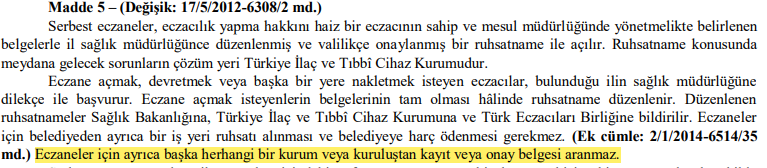 Madde 5 – (Değişik: 17/5/2012-6308/2 md.)
Serbest eczaneler, eczacılık yapma hakkını haiz bir eczacının sahip ve mesul müdürlüğünde yönetmelikte belirlenen
belgelerle il sağlık müdürlüğünce düzenlenmiş ve valilikçe onaylanmış bir ruhsatname ile açılır. Ruhsatname konusunda
meydana gelecek sorunların çözüm yeri Türkiye İlaç ve Tıbbî Cihaz Kurumudur.
Eczane açmak, devretmek veya başka bir yere nakletmek isteyen eczacılar, bulunduğu ilin sağlık müdürlüğüne
dilekçe ile başvurur. Eczane açmak isteyenlerin belgelerinin tam olması hâlinde ruhsatname düzenlenir. Düzenlenen
ruhsatnameler Sağlık Bakanlığına, Türkiye İlaç ve Tıbbî Cihaz Kurumuna ve Türk Eczacıları Birliğine bildirilir. Eczaneler
için belediyeden ayrıca bir iş yeri ruhsatı alınması ve belediyeye harç ödenmesi gerekmez. (Ek cümle: 2/1/2014-6514/35
md.) Eczaneler için ayrıca başka herhangi bir kurum veya kuruluştan kayıt veya onay belgesi aranmaz.